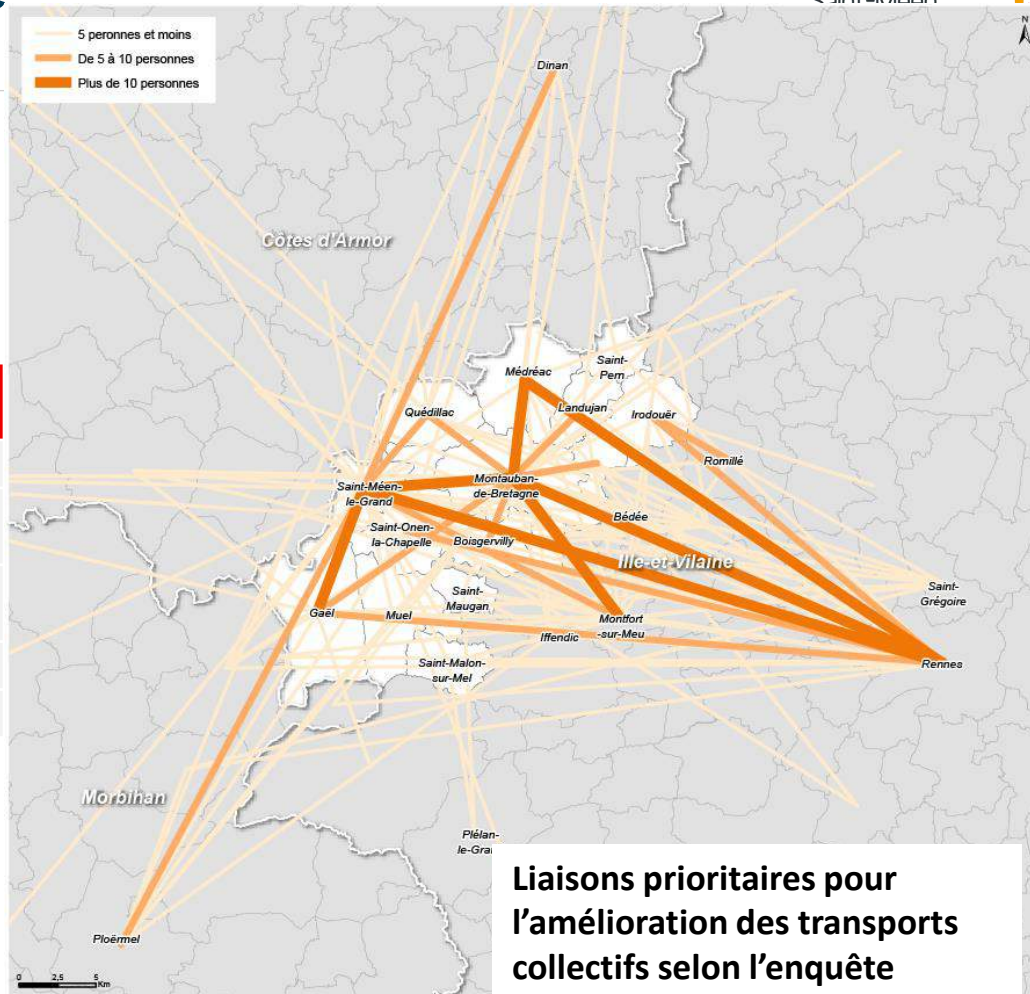 5 peronnes et moins
De 5 à 10 personnes
Plus de 10 personnes
N
Dinan
Côtes d'Armor
Saint-
Pern
Médréac
Landujan
Quédillac
Irodouër
Romillé
Saint-Méen-
le-Grand
Montauban-
de-Bretagne
Bédée
Saint-Onen-
la-Chapelle
Boisgervilly
Ille-et-Vilaine
Saint-
Grégoire
Saint-
Maugan
Gaël
Muel
Montfort
-sur-Meu
Iffendic
Rennes
Saint-Malon-
sur-Mel
Morbihan
Plélan-
Ploërmel
0 2,5 5
Km
Liaisons prioritaires pour
l'amélioration des transports
collectifs selon l'enquête